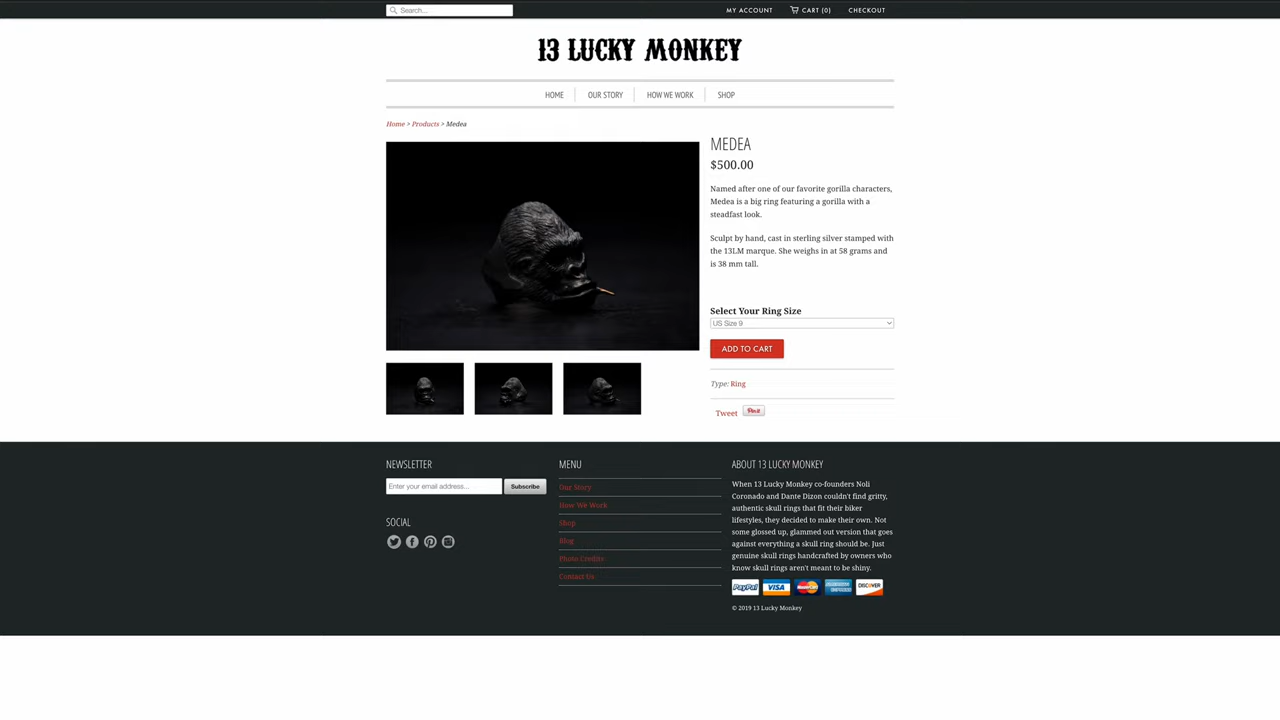 Search...
MY ACCOUNT
CART (0)
CHECKOUT
13 LUCKY MONKEY
HOME
OUR STORY
HOW WE WORK
SHOP
Home > Products > Medea
MEDEA
$500.00
Named after one of our favorite gorilla characters,
Medea is a big ring featuring a gorilla with a
steadfast look.
Sculpt by hand, cast in sterling silver stamped with
the 13LM marque. She weighs in at 58 grams and
is 38 mm tall.
Select Your Ring Size
US Size 9
ADD TO CART
Type: Ring
Tweet
Pin it
NEWSLETTER
Enter your email address...
Subscribe
SOCIAL
MENU
Our Story
How We Work
Shop
Blog
Photo Credits
Contact Us
ABOUT 13 LUCKY MONKEY
When 13 Lucky Monkey co-founders Noli
Coronado and Dante Dizon couldn't find gritty,
authentic skull rings that fit their biker
lifestyles, they decided to make their own. Not
some glossed up, glammed out version that goes
against everything a skull ring should be. Just
genuine skull rings handcrafted by owners who
know skull rings aren't meant to be shiny.
PayPal
VISA
MasterCard
AMERICAN EXPRESS
DISCOVER
© 2019 13 Lucky Monkey